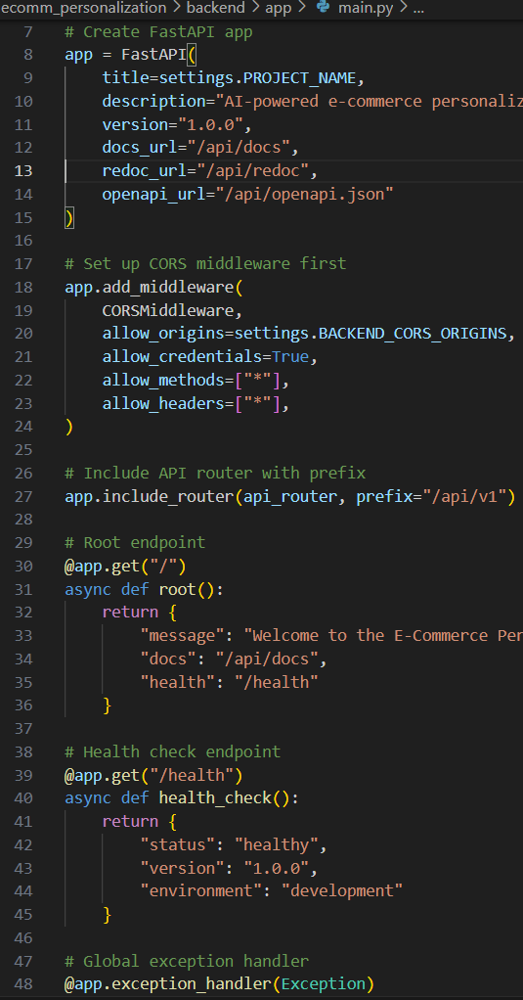 ecomm_personalization > backend > app > main.py > ...
7 # Create FastAPI app
8 app = FastAPI(
9     title=settings.PROJECT_NAME,
10     description="AI-powered e-commerce personaliz
11     version="1.0.0",
12     docs_url="/api/docs",
13     redoc_url="/api/redoc",
14     openapi_url="/api/openapi.json"
15 )
16
17 # Set up CORS middleware first
18 app.add_middleware(
19     CORSMiddleware,
20     allow_origins=settings.BACKEND_CORS_ORIGINS,
21     allow_credentials=True,
22     allow_methods=["*"],
23     allow_headers=["*"],
24 )
25
26 # Include API router with prefix
27 app.include_router(api_router, prefix="/api/v1")
28
29 # Root endpoint
30 @app.get("/")
31 async def root():
32     return {
33         "message": "Welcome to the E-Commerce Per
34         "docs": "/api/docs",
35         "health": "/health"
36     }
37
38 # Health check endpoint
39 @app.get("/health")
40 async def health_check():
41     return {
42         "status": "healthy",
43         "version": "1.0.0",
44         "environment": "development"
45     }
46
47 # Global exception handler
48 @app.exception_handler(Exception)